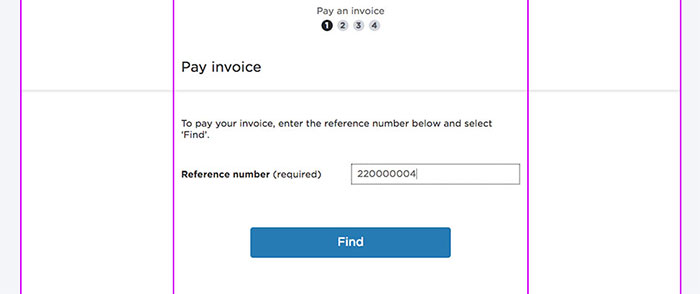 Pay an invoice
1 2 3 4
Pay invoice
To pay your invoice, enter the reference number below and select
'Find'.
Reference number (required) 220000004
Find